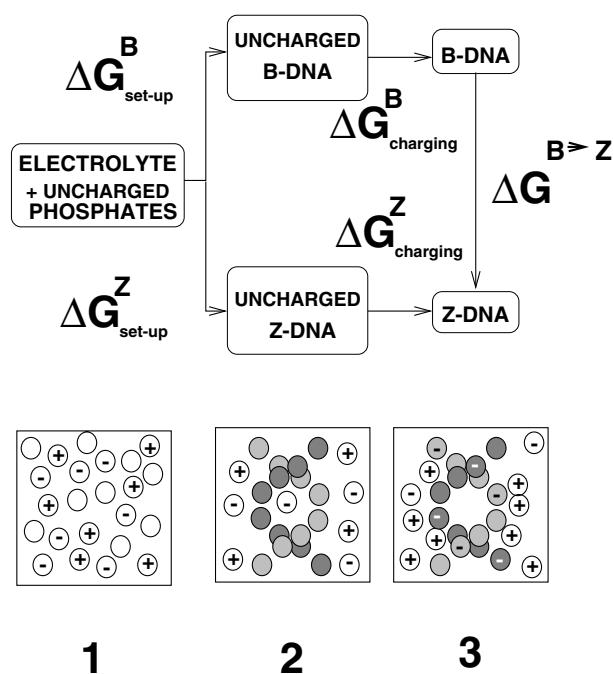 ΔG^B_set-up
UNCHARGED
B-DNA
B-DNA
ΔG^B_charging
ΔG^B➢Z
ELECTROLYTE
+ UNCHARGED
PHOSPHATES
ΔG^Z_charging
ΔG^Z_set-up
UNCHARGED
Z-DNA
Z-DNA
+ + - - - + + - + - - + + -
+ + - - - + + -
- - - + + - - + + - + + - + + -
1 2 3